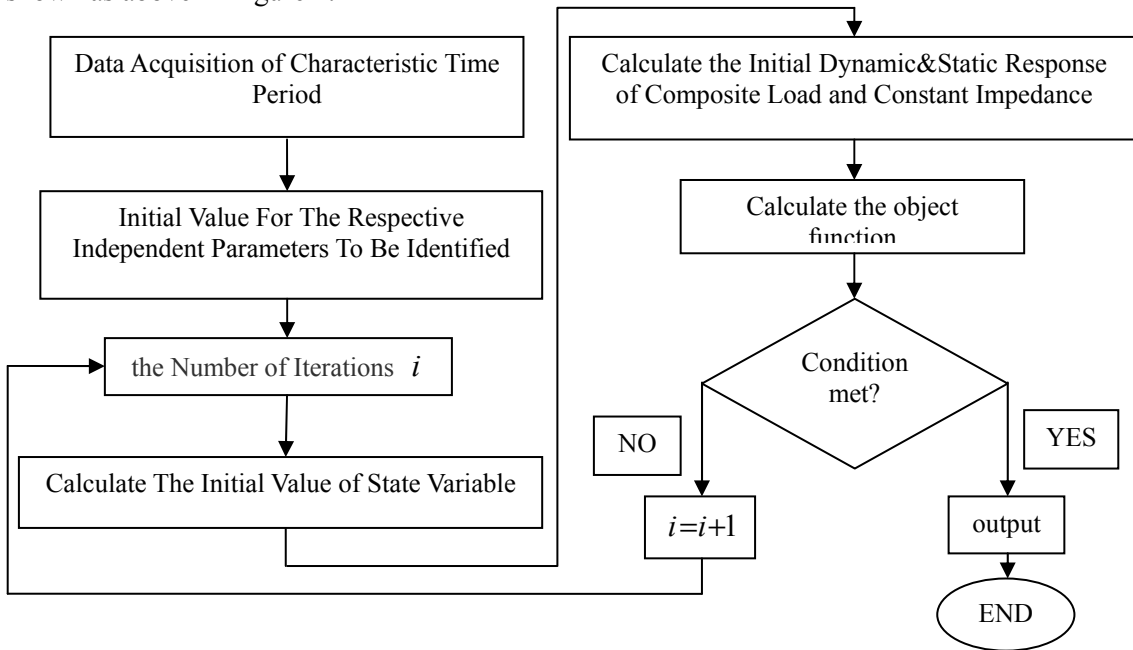 Data Acquisition of Characteristic Time
Period
Initial Value For The Respective
Independent Parameters To Be Identified
the Number of Iterations i
Calculate The Initial Value of State Variable
Calculate the Initial Dynamic&Static Response
of Composite Load and Constant Impedance
Calculate the object
function
Condition
met?
NO
YES
i=i+1
output
END